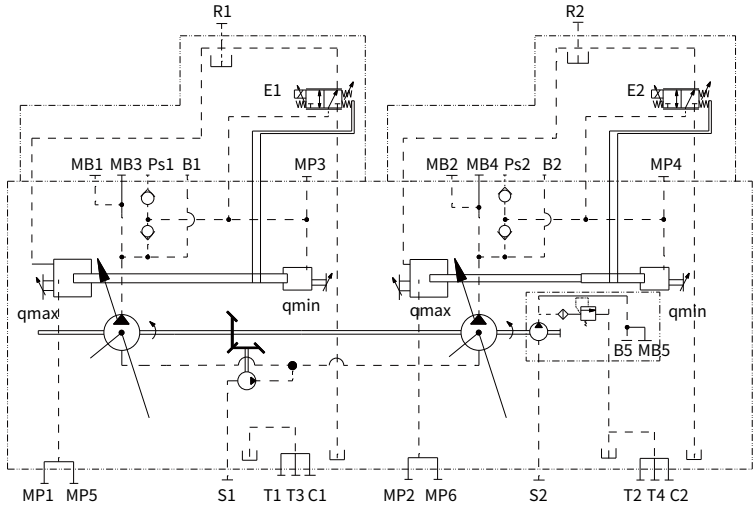 R1 R2
E1 E2
MB1 MB3 Ps1 B1 MP3 MB2 MB4 Ps2 B2 MP4
qmax qmin qmax qmin
B5 MB5
MP1 MP5 S1 T1 T3 C1 MP2 MP6 S2 T2 T4 C2